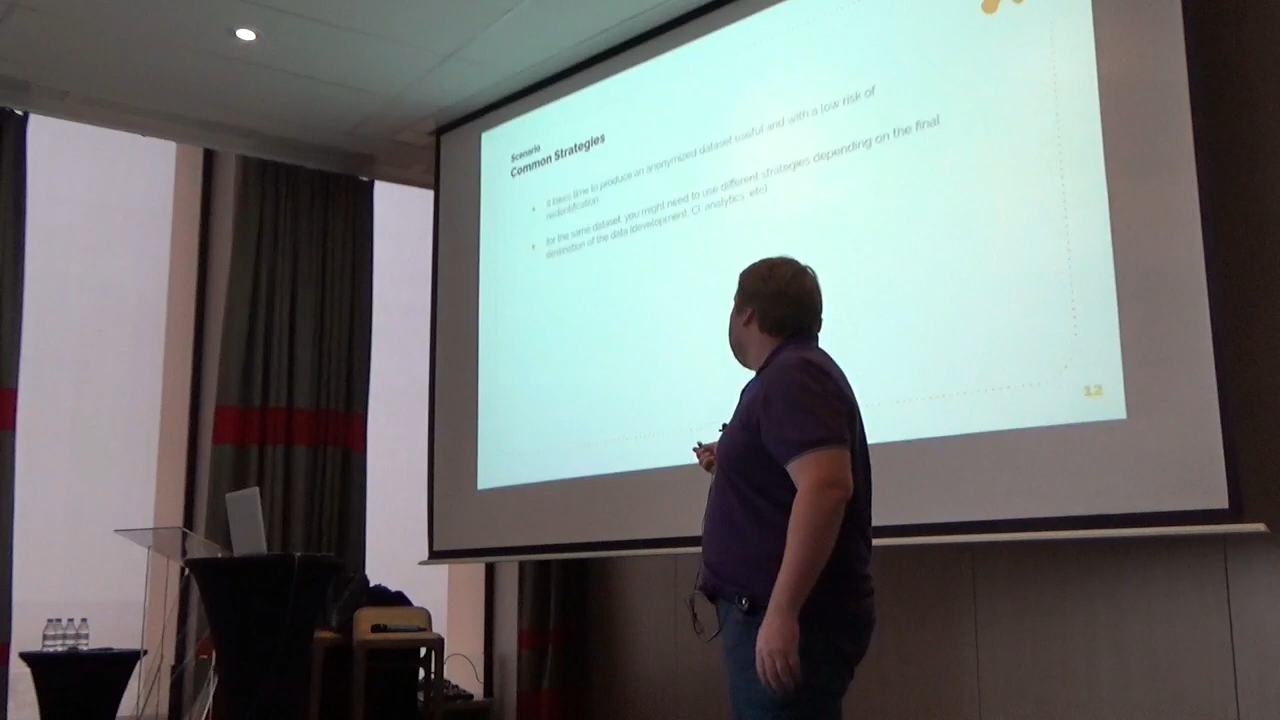 Scenario
Common Strategies
it takes time to produce an anonymized dataset useful and with a low risk of
reidentification
for the same dataset, you might need to use different strategies depending on the final
destination of the data (development, CI, analytics, etc)
12